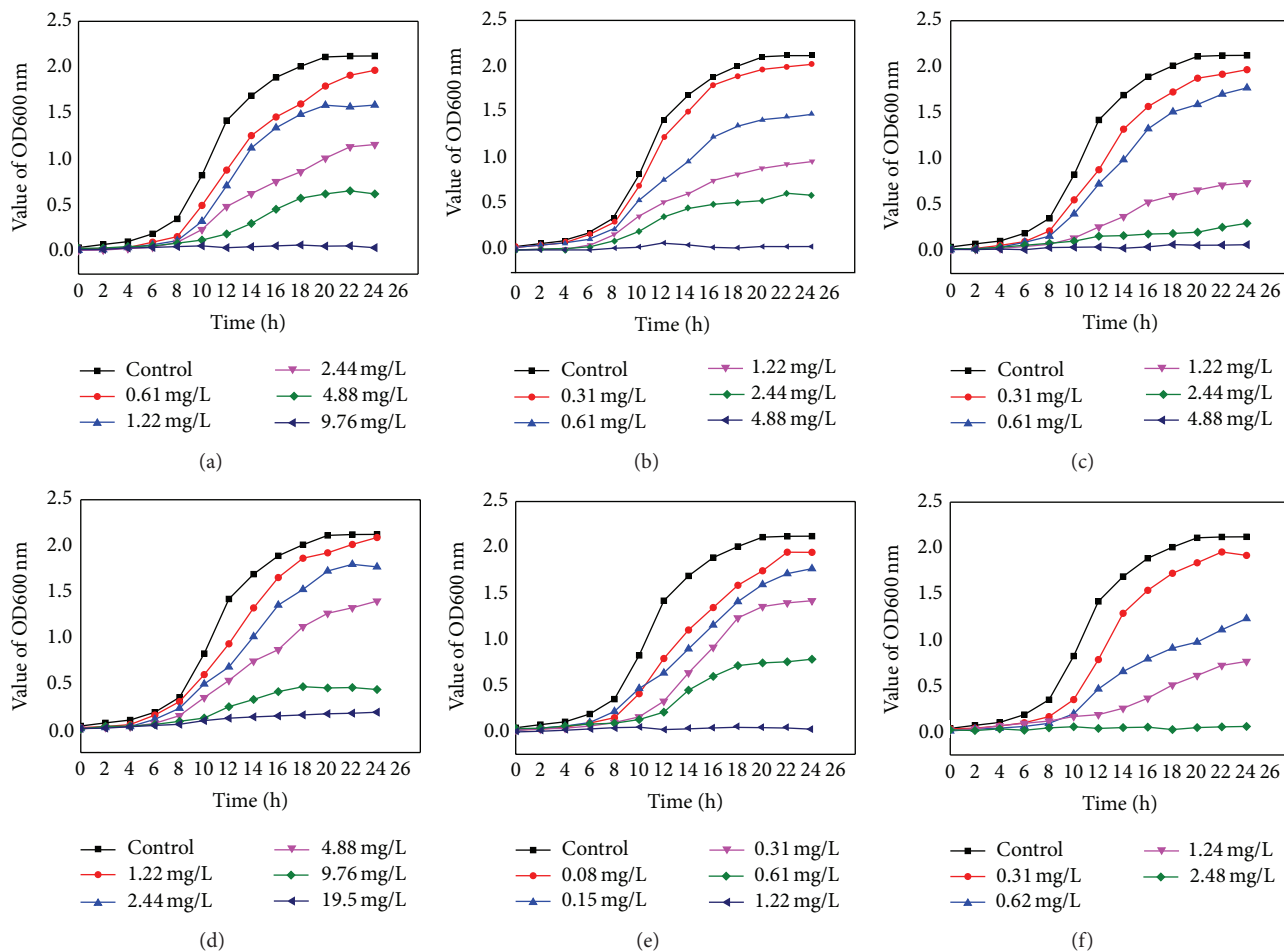 2.5
2.0
1.5
1.0
0.5
0.0
Value of OD600 nm
0 2 4 6 8 10 12 14 16 18 20 22 24 26
Time (h)
Control
0.61 mg/L
1.22 mg/L
2.44 mg/L
4.88 mg/L
9.76 mg/L
(a)
2.5
2.0
1.5
1.0
0.5
0.0
Value of OD600 nm
0 2 4 6 8 10 12 14 16 18 20 22 24 26
Time (h)
Control
0.31 mg/L
0.61 mg/L
1.22 mg/L
2.44 mg/L
4.88 mg/L
(b)
2.5
2.0
1.5
1.0
0.5
0.0
Value of OD600 nm
0 2 4 6 8 10 12 14 16 18 20 22 24 26
Time (h)
Control
0.31 mg/L
0.61 mg/L
1.22 mg/L
2.44 mg/L
4.88 mg/L
(c)
2.5
2.0
1.5
1.0
0.5
0.0
Value of OD600 nm
0 2 4 6 8 10 12 14 16 18 20 22 24 26
Time (h)
Control
1.22 mg/L
2.44 mg/L
4.88 mg/L
9.76 mg/L
19.5 mg/L
(d)
2.5
2.0
1.5
1.0
0.5
0.0
Value of OD600 nm
0 2 4 6 8 10 12 14 16 18 20 22 24 26
Time (h)
Control
0.08 mg/L
0.15 mg/L
0.31 mg/L
0.61 mg/L
1.22 mg/L
(e)
2.5
2.0
1.5
1.0
0.5
0.0
Value of OD600 nm
0 2 4 6 8 10 12 14 16 18 20 22 24 26
Time (h)
Control
0.31 mg/L
0.62 mg/L
1.24 mg/L
2.48 mg/L
(f)